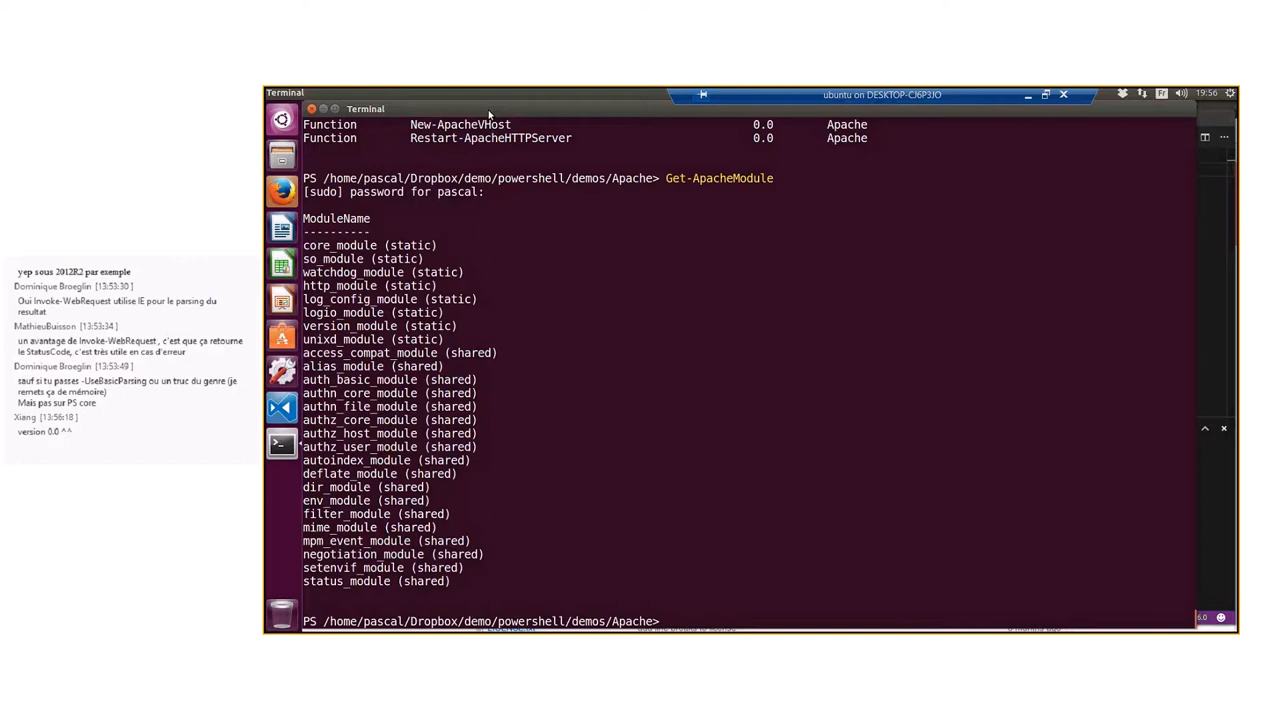 yep sous 2012R2 par exemple
Dominique Broeglin [13:53:30]
Oui Invoke-WebRequest utilise IE pour le parsing du
resultat
MathieuBuisson [13:53:34]
un avantage de Invoke-WebRequest , c'est que ça retourne
le StatusCode, c'est très utile en cas d'erreur
Dominique Broeglin [13:53:49]
sauf si tu passes -UseBasicParsing ou un truc du genre (je
remets ça de mémoire)
Mais pas sur PS core
Xiang [13:56:18]
version 0.0 ^^
Terminal
ubuntu on DESKTOP-CJ6P3JO
Fr
19:56
Terminal
Function New-ApacheVHost 0.0 Apache
Function Restart-ApacheHTTPServer 0.0 Apache
PS /home/pascal/Dropbox/demo/powershell/demos/Apache> Get-ApacheModule
[sudo] password for pascal:
ModuleName
----------
core_module (static)
so_module (static)
watchdog_module (static)
http_module (static)
log_config_module (static)
logio_module (static)
version_module (static)
unixd_module (static)
access_compat_module (shared)
alias_module (shared)
auth_basic_module (shared)
authn_core_module (shared)
authn_file_module (shared)
authz_core_module (shared)
authz_host_module (shared)
authz_user_module (shared)
autoindex_module (shared)
deflate_module (shared)
dir_module (shared)
env_module (shared)
filter_module (shared)
mime_module (shared)
mpm_event_module (shared)
negotiation_module (shared)
setenvif_module (shared)
status_module (shared)
PS /home/pascal/Dropbox/demo/powershell/demos/Apache>
6.0